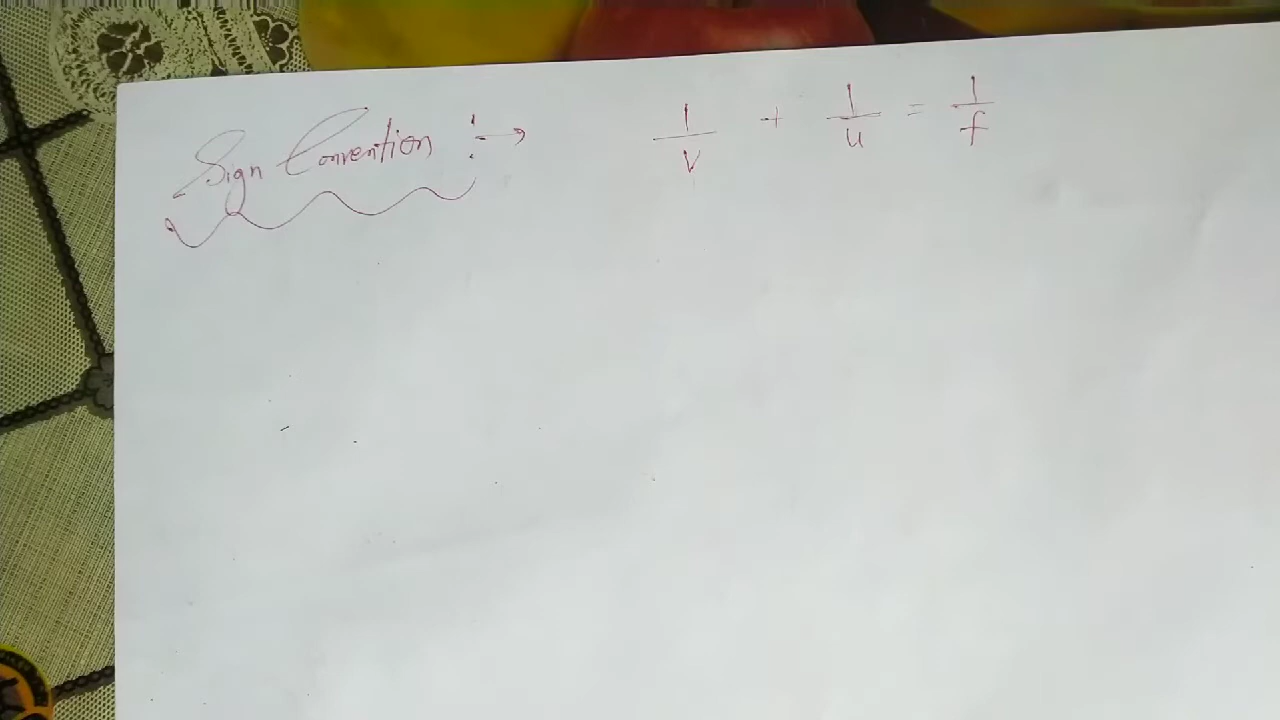 Sign Convention :→ 1/v + 1/u = 1/f